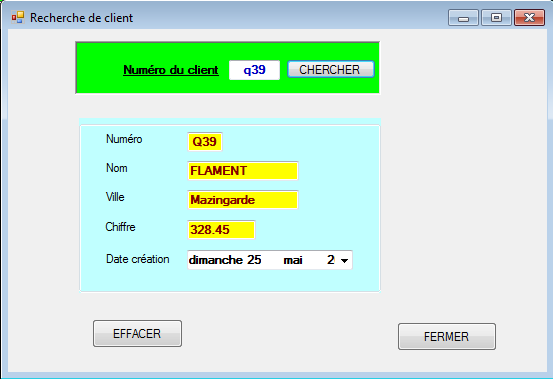 Recherche de client
Numéro du client q39 CHERCHER
Numéro Q39
Nom FLAMENT
Ville Mazingarde
Chiffre 328.45
Date création dimanche 25 mai 2
EFFACER FERMER